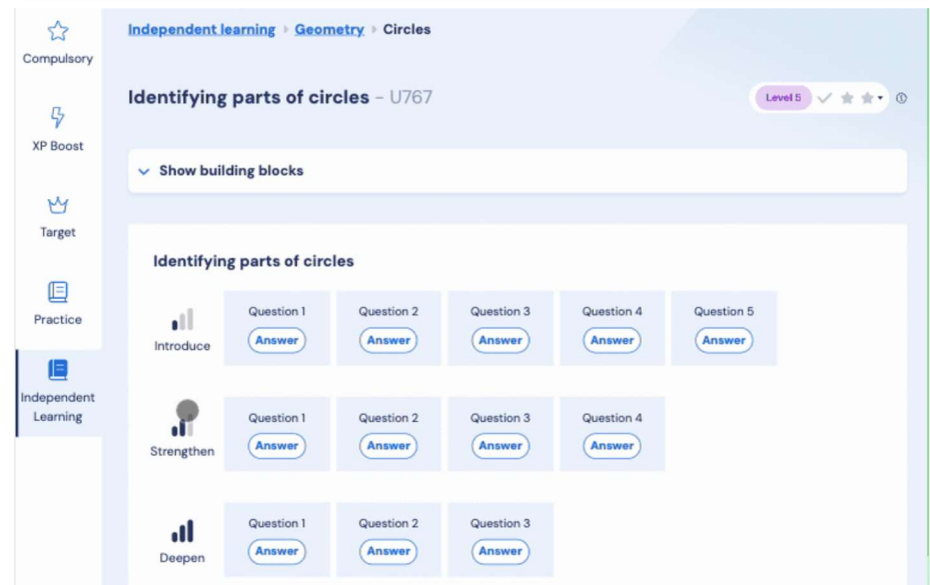 Compulsory
XP Boost
Target
Practice
Independent
Learning
Independent learning Geometry Circles
Identifying parts of circles - U767
Level 5
Show building blocks
Identifying parts of circles
Introduce
Question 1 Question 2 Question 3 Question 4 Question 5
Answer Answer Answer Answer Answer
Strengthen
Question 1 Question 2 Question 3 Question 4
Answer Answer Answer Answer
Deepen
Question 1 Question 2 Question 3
Answer Answer Answer